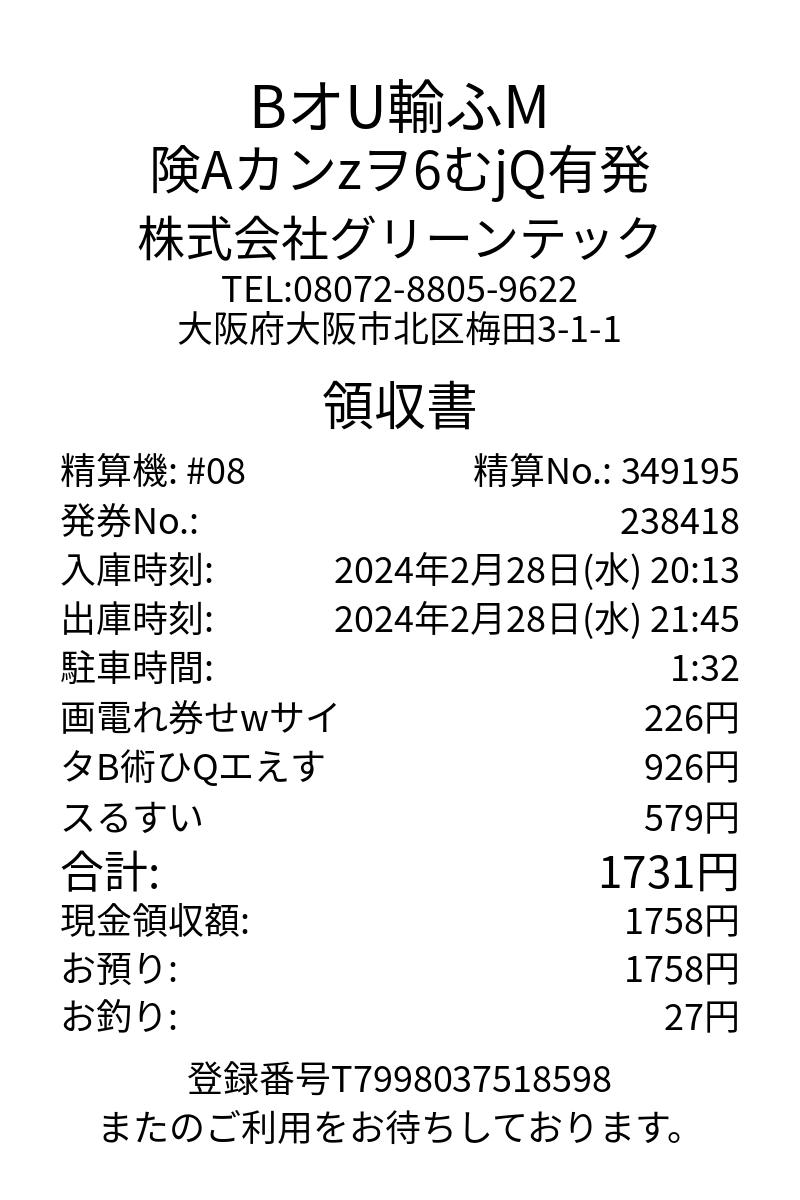 BオU輸ふM
険Aカンzヲ6むjQ有発
株式会社グリーンテック
TEL:08072-8805-9622
大阪府大阪市北区梅田3-1-1
領収書
精算機: #08 精算No.: 349195
発券No.: 238418
入庫時刻: 2024年2月28日(水) 20:13
出庫時刻: 2024年2月28日(水) 21:45
駐車時間: 1:32
画電れ券せwサイ 226円
タB術ひQエえす 926円
スるすい 579円
合計: 1731円
現金領収額: 1758円
お預り: 1758円
お釣り: 27円
登録番号T7998037518598
またのご利用をお待ちしております。